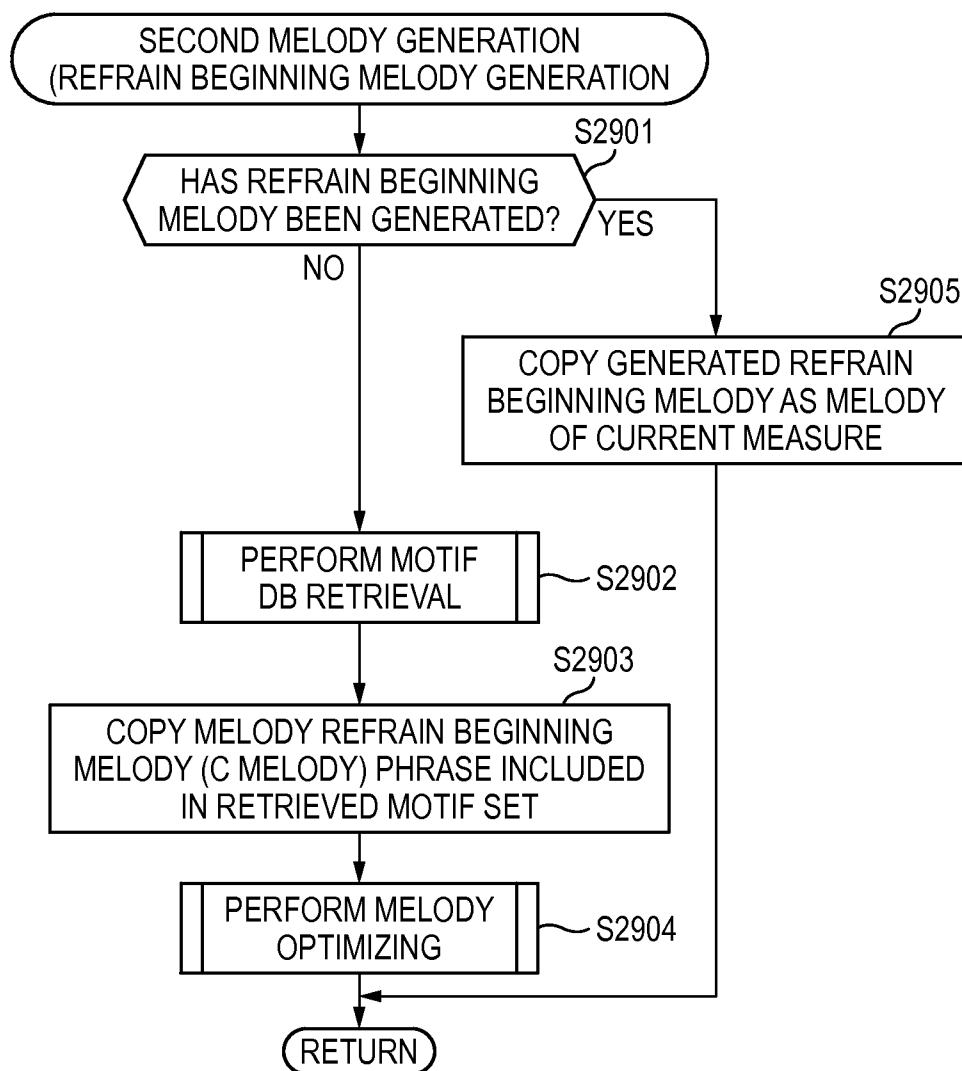 SECOND MELODY GENERATION
(REFRAIN BEGINNING MELODY GENERATION
S2901
HAS REFRAIN BEGINNING
MELODY BEEN GENERATED?
YES
NO
S2905
COPY GENERATED REFRAIN
BEGINNING MELODY AS MELODY
OF CURRENT MEASURE
PERFORM MOTIF
DB RETRIEVAL
S2902
S2903
COPY MELODY REFRAIN BEGINNING
MELODY (C MELODY) PHRASE INCLUDED
IN RETRIEVED MOTIF SET
PERFORM MELODY
OPTIMIZING
S2904
RETURN